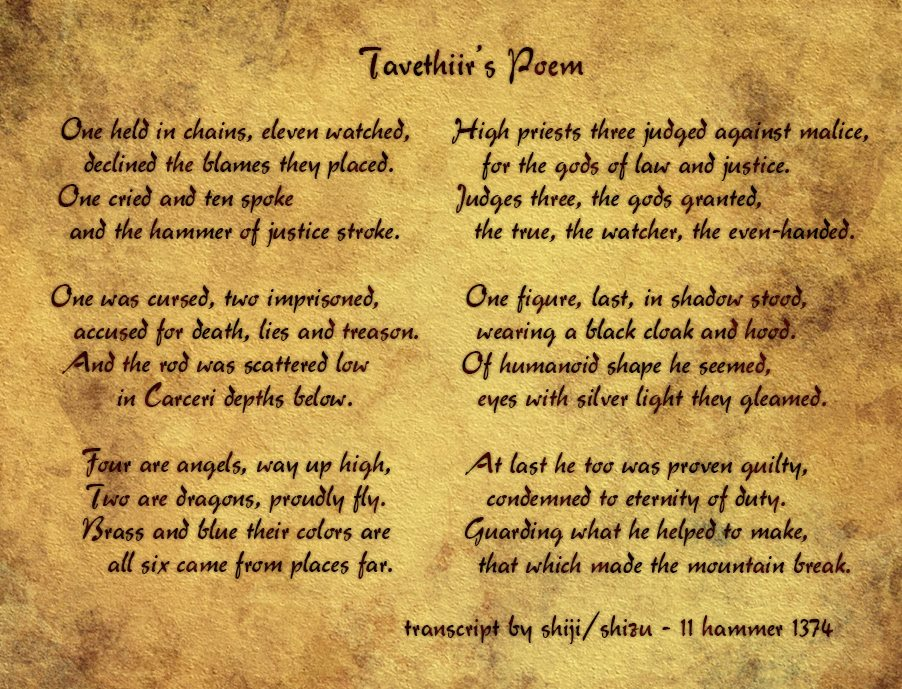 Tavethiir's Poem
One held in chains, eleven watched,
declined the blames they placed.
One cried and ten spoke
and the hammer of justice stroke.
One was cursed, two imprisoned,
accused for death, lies and treason.
And the rod was scattered low
in Carceri depths below.
Four are angels, way up high,
Two are dragons, proudly fly.
Brass and blue their colors are
all six came from places far.
High priests three judged against malice,
for the gods of law and justice.
Judges three, the gods granted,
the true, the watcher, the even-handed.
One figure, last, in shadow stood,
wearing a black cloak and hood.
Of humanoid shape he seemed,
eyes with silver light they gleamed.
At last he too was proven guilty,
condemned to eternity of duty.
Guarding what he helped to make,
that which made the mountain break.
transcript by shiji/shizu - 11 hammer 1374